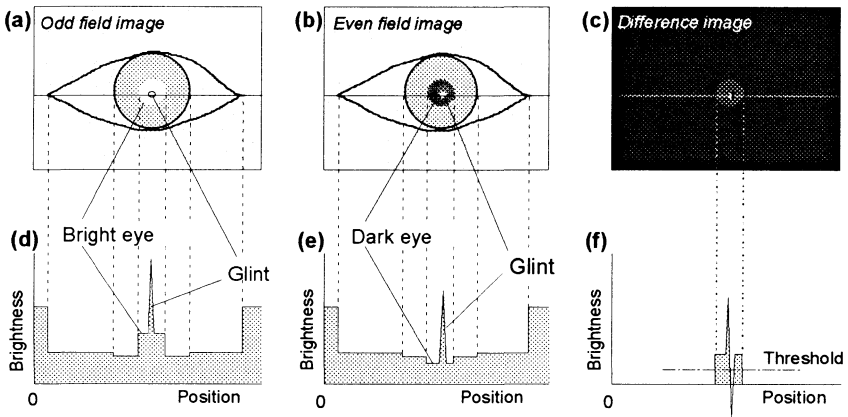 (a) Odd field image
(b) Even field image
(c) Difference image
(d) Bright eye
Glint
Brightness
0 Position
(e) Dark eye
Glint
Brightness
0 Position
(f)
Brightness
Threshold
0 Position